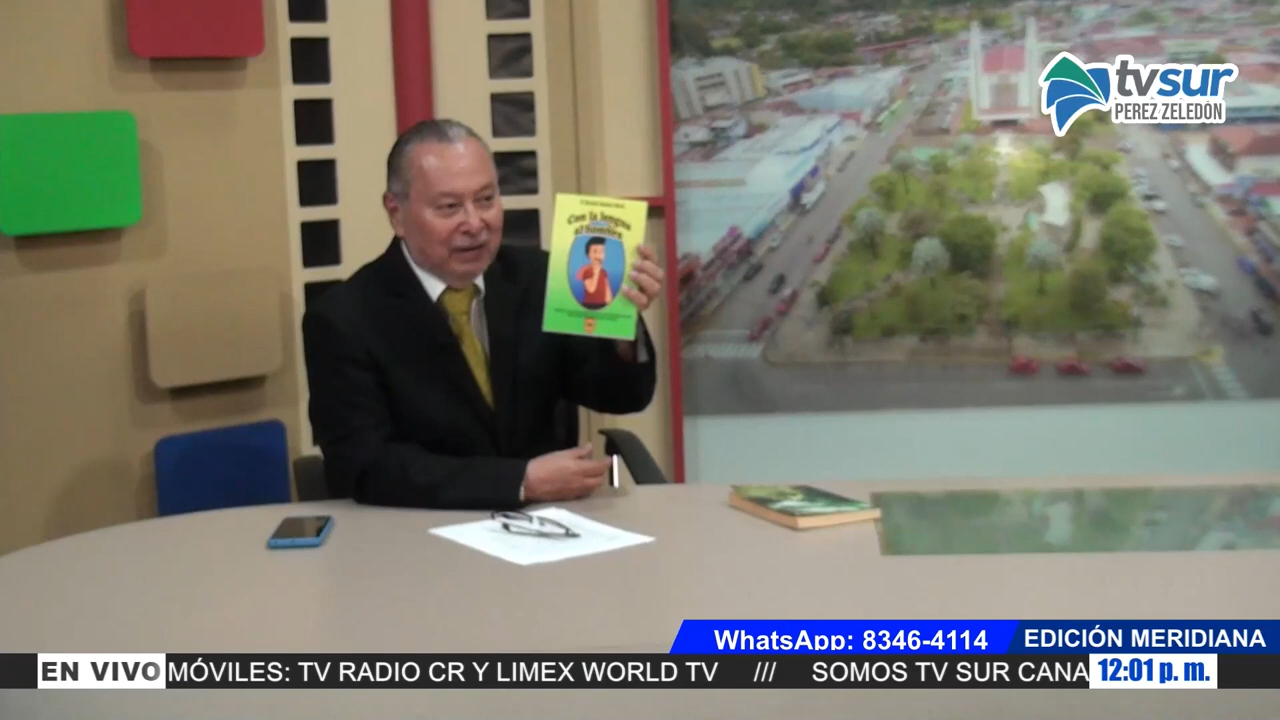 tvsur
PEREZ ZELEDÓN
Con la lengua
al hombro
WhatsApp: 8346-4114
EDICIÓN MERIDIANA
EN VIVO
MÓVILES: TV RADIO CR Y LIMEX WORLD TV /// SOMOS TV SUR CANA
12:01 p. m.